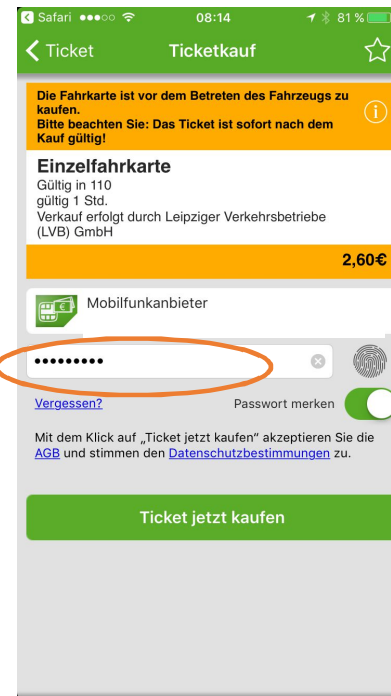 Safari 08:14 81 %
Ticket Ticketkauf
Die Fahrkarte ist vor dem Betreten des Fahrzeugs zu
kaufen.
Bitte beachten Sie: Das Ticket ist sofort nach dem
Kauf gültig!
Einzelfahrkarte
Gültig in 110
gültig 1 Std.
Verkauf erfolgt durch Leipziger Verkehrsbetriebe
(LVB) GmbH
2,60€
Mobilfunkanbieter
•••••••••
Vergessen? Passwort merken
Mit dem Klick auf „Ticket jetzt kaufen" akzeptieren Sie die
AGB und stimmen den Datenschutzbestimmungen zu.
Ticket jetzt kaufen